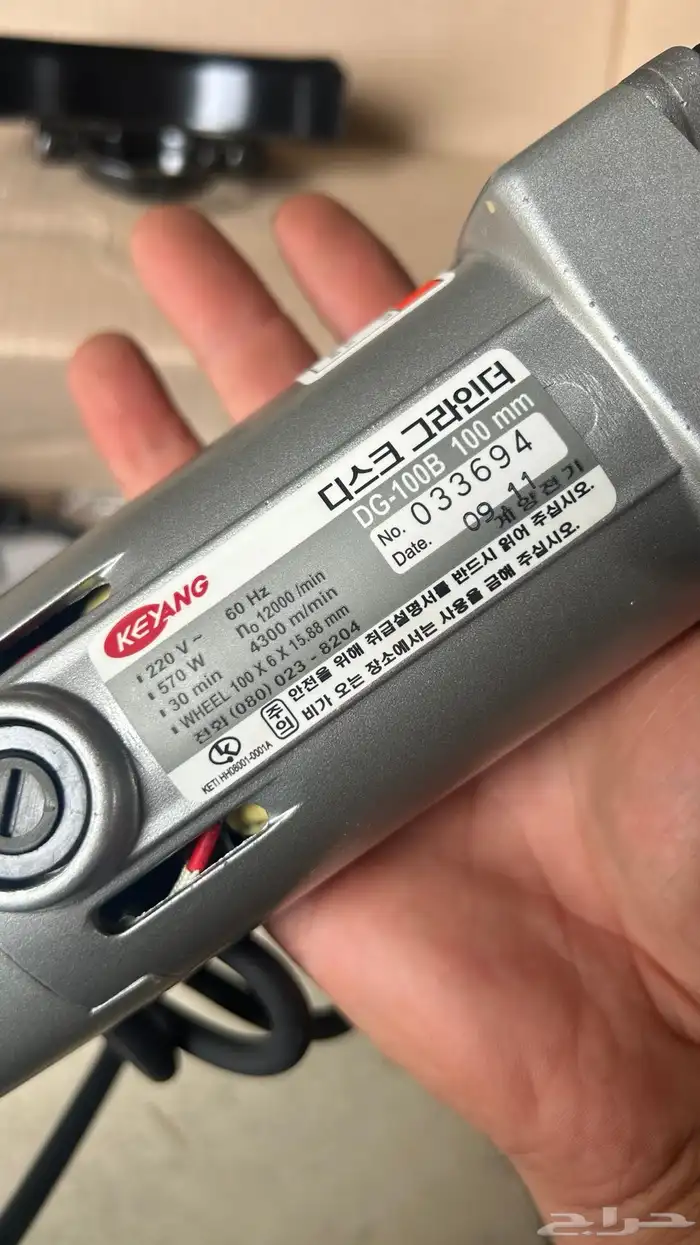 디스크 그라인더
DG-100B 100 mm
No. 033694
Date. 09.11
계양전기
KEYANG
220 V~ 60 Hz
570 W n₀ 12000 /min
30 min 4300 m/min
WHEEL 100 X 6 X 15.88 mm
전화 (080) 023 - 8204
주의
안전을 위해 취급설명서를 반드시 읽어 주십시오.
비가 오는 장소에서는 사용을 금해 주십시오.
KETI HH08001-0001A
حراج